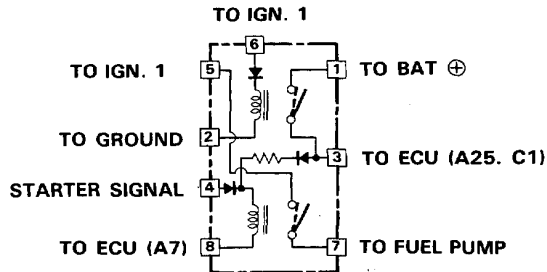 TO IGN. 1
6
TO IGN. 1 5 1 TO BAT ⊕
TO GROUND 2
3 TO ECU (A25. C1)
STARTER SIGNAL 4
TO ECU (A7) 8 7 TO FUEL PUMP